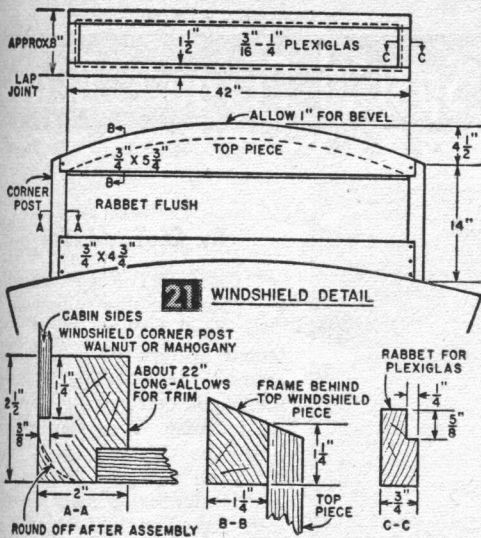 APPROX.8"
1 1/2"
3/16"-1/4" PLEXIGLAS
C
C
LAP JOINT
42"
ALLOW 1" FOR BEVEL
B
3/4" X 5 3/4"
TOP PIECE
4 1/2"
B
CORNER POST
A
A
RABBET FLUSH
14"
3/4" X 4 3/4"
21 WINDSHIELD DETAIL
CABIN SIDES
WINDSHIELD CORNER POST
WALNUT OR MAHOGANY
ABOUT 22"
LONG-ALLOWS
FOR TRIM
2 1/2"
1 1/4"
3/8"
2"
A-A
ROUND OFF AFTER ASSEMBLY
FRAME BEHIND
TOP WINDSHIELD
PIECE
1 1/4"
1 1/4"
B-B
TOP
PIECE
RABBET FOR
PLEXIGLAS
1/4"
5/8"
3/4"
C-C